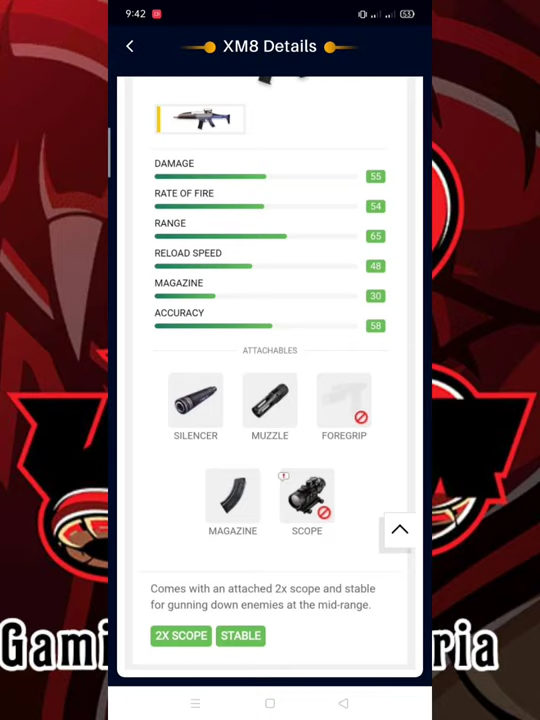 9:42
53
XM8 Details
DAMAGE
55
RATE OF FIRE
54
RANGE
65
RELOAD SPEED
48
MAGAZINE
30
ACCURACY
58
ATTACHABLES
SILENCER MUZZLE FOREGRIP
!
MAGAZINE SCOPE
Comes with an attached 2x scope and stable
for gunning down enemies at the mid-range.
2X SCOPE STABLE
Gami
ria